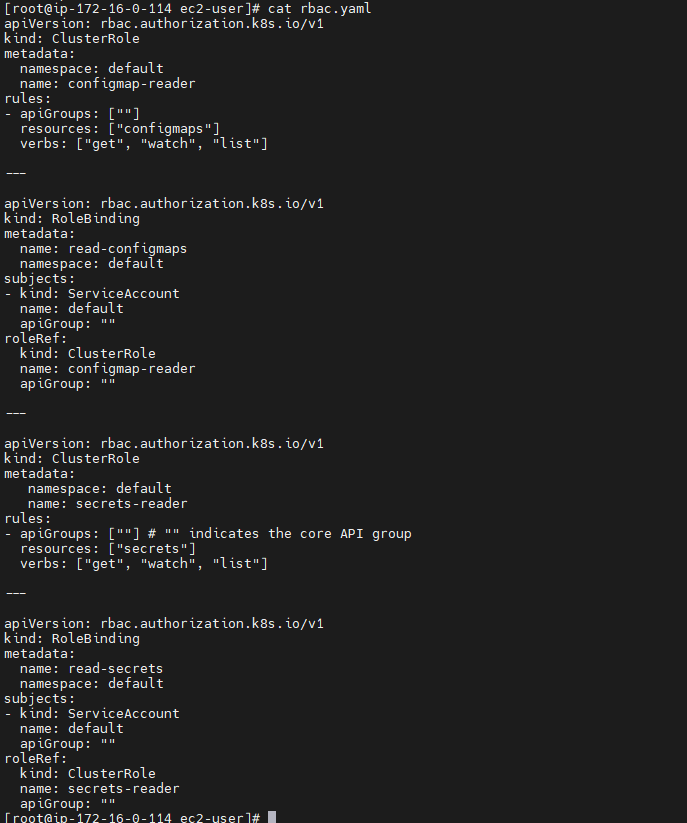 [root@ip-172-16-0-114 ec2-user]# cat rbac.yaml
apiVersion: rbac.authorization.k8s.io/v1
kind: ClusterRole
metadata:
  namespace: default
  name: configmap-reader
rules:
- apiGroups: [""]
  resources: ["configmaps"]
  verbs: ["get", "watch", "list"]

---

apiVersion: rbac.authorization.k8s.io/v1
kind: RoleBinding
metadata:
  name: read-configmaps
  namespace: default
subjects:
- kind: ServiceAccount
  name: default
  apiGroup: ""
roleRef:
  kind: ClusterRole
  name: configmap-reader
  apiGroup: ""

---

apiVersion: rbac.authorization.k8s.io/v1
kind: ClusterRole
metadata:
   namespace: default
   name: secrets-reader
rules:
- apiGroups: [""] # "" indicates the core API group
  resources: ["secrets"]
  verbs: ["get", "watch", "list"]

---

apiVersion: rbac.authorization.k8s.io/v1
kind: RoleBinding
metadata:
  name: read-secrets
  namespace: default
subjects:
- kind: ServiceAccount
  name: default
  apiGroup: ""
roleRef:
  kind: ClusterRole
  name: secrets-reader
  apiGroup: ""
[root@ip-172-16-0-114 ec2-user]#